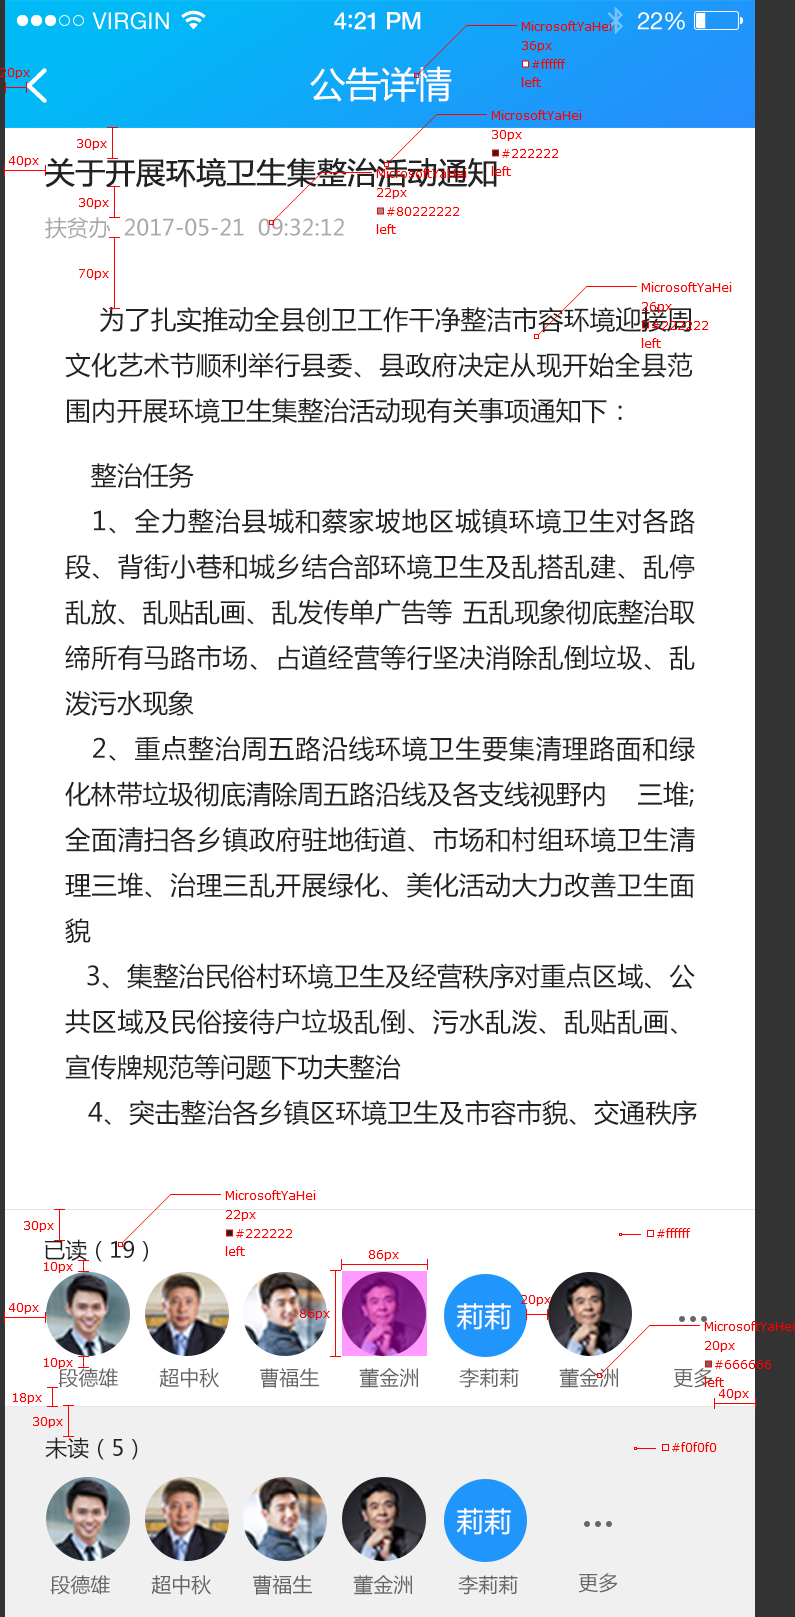 VIRGIN 4:21 PM 22%
MicrosoftYaHei
36px
#ffffff
left
20px
公告详情
MicrosoftYaHei
30px
#222222
left
30px
40px
关于开展环境卫生集整治活动通知
MicrosoftYaHei
22px
#80222222
left
30px
扶贫办 2017-05-21 09:32:12
70px
MicrosoftYaHei
26px
#222222
left
为了扎实推动全县创卫工作干净整洁市容环境迎接周
文化艺术节顺利举行县委、县政府决定从现开始全县范
围内开展环境卫生集整治活动现有关事项通知下：
整治任务
1、全力整治县城和蔡家坡地区城镇环境卫生对各路
段、背街小巷和城乡结合部环境卫生及乱搭乱建、乱停
乱放、乱贴乱画、乱发传单广告等 五乱现象彻底整治取
缔所有马路市场、占道经营等行坚决消除乱倒垃圾、乱
泼污水现象
2、重点整治周五路沿线环境卫生要集清理路面和绿
化林带垃圾彻底清除周五路沿线及各支线视野内 三堆;
全面清扫各乡镇政府驻地街道、市场和村组环境卫生清
理三堆、治理三乱开展绿化、美化活动大力改善卫生面
貌
3、集整治民俗村环境卫生及经营秩序对重点区域、公
共区域及民俗接待户垃圾乱倒、污水乱泼、乱贴乱画、
宣传牌规范等问题下功夫整治
4、突击整治各乡镇区环境卫生及市容市貌、交通秩序
MicrosoftYaHei
22px
#222222
left
30px
#ffffff
已读（19）
10px
86px
86px
40px
20px
莉莉
MicrosoftYaHei
20px
#666666
left
10px
段德雄 超中秋 曹福生 董金洲 李莉莉 董金洲 更多
18px
40px
30px
未读（5）
#f0f0f0
莉莉
段德雄 超中秋 曹福生 董金洲 李莉莉 更多